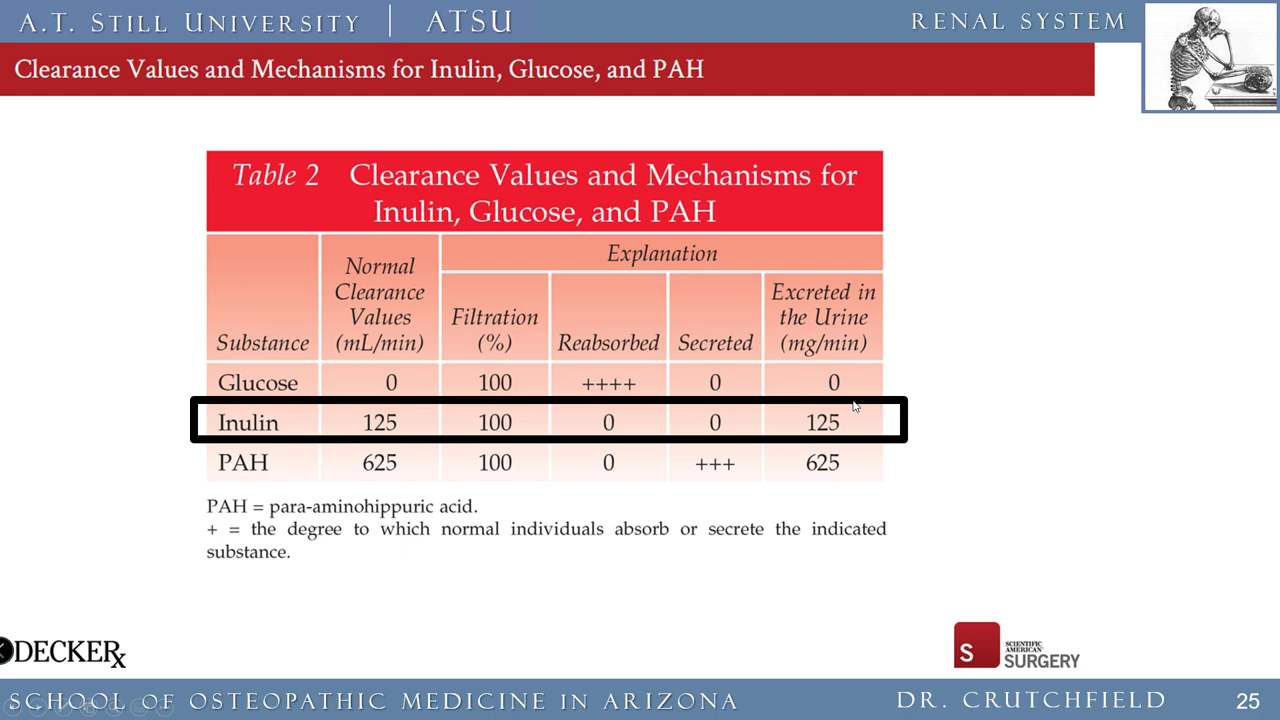 A.T. STILL UNIVERSITY | ATSU
RENAL SYSTEM
Clearance Values and Mechanisms for Inulin, Glucose, and PAH
Table 2 Clearance Values and Mechanisms for
Inulin, Glucose, and PAH
Explanation
Substance
Normal
Clearance
Values
(mL/min)
Filtration
(%)
Reabsorbed
Secreted
Excreted in
the Urine
(mg/min)
Glucose 0 100 ++++ 0 0
Inulin 125 100 0 0 125
PAH 625 100 0 +++ 625
PAH = para-aminohippuric acid.
+ = the degree to which normal individuals absorb or secrete the indicated
substance.
DECKERx
S
SCIENTIFIC
AMERICAN
SURGERY
SCHOOL OF OSTEOPATHIC MEDICINE IN ARIZONA
DR. CRUTCHFIELD
25